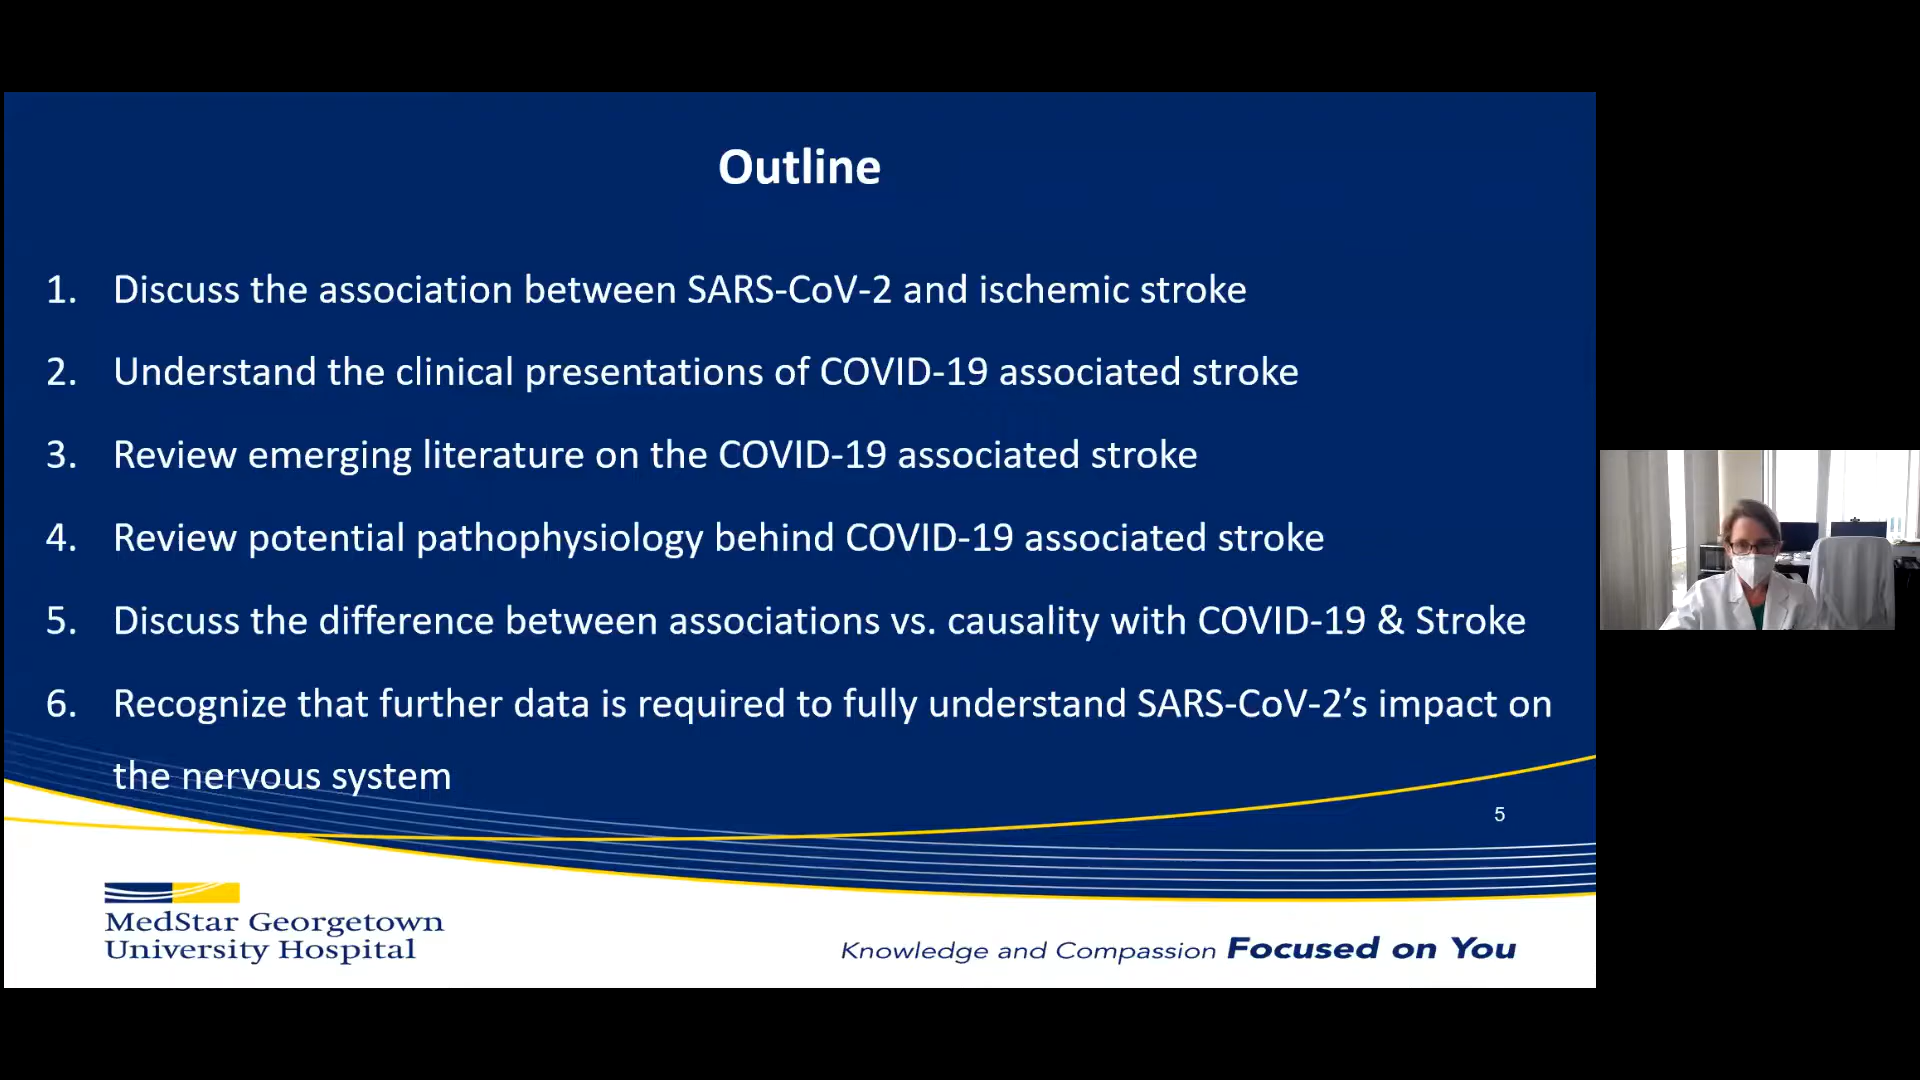 Outline
1. Discuss the association between SARS-CoV-2 and ischemic stroke
2. Understand the clinical presentations of COVID-19 associated stroke
3. Review emerging literature on the COVID-19 associated stroke
4. Review potential pathophysiology behind COVID-19 associated stroke
5. Discuss the difference between associations vs. causality with COVID-19 & Stroke
6. Recognize that further data is required to fully understand SARS-CoV-2’s impact on
the nervous system
5
MedStar Georgetown
University Hospital
Knowledge and Compassion Focused on You